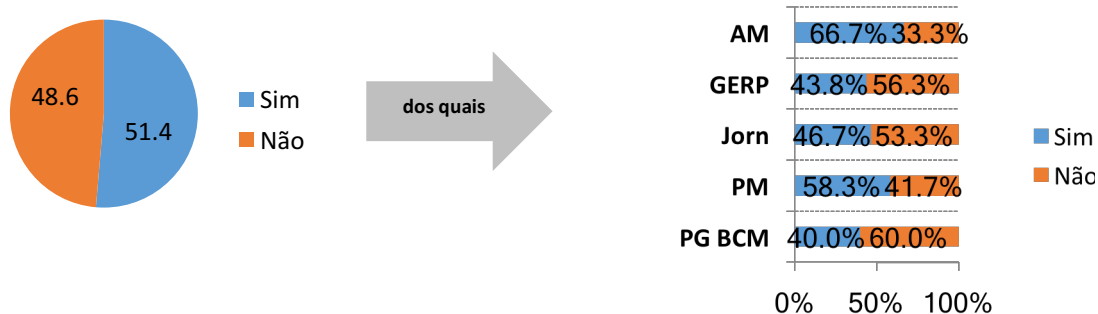 48.6
51.4
Sim
Não
dos quais
AM
66.7% 33.3%
GERP
43.8% 56.3%
Jorn
46.7% 53.3%
PM
58.3% 41.7%
PG BCM
40.0% 60.0%
0% 50% 100%
Sim
Não